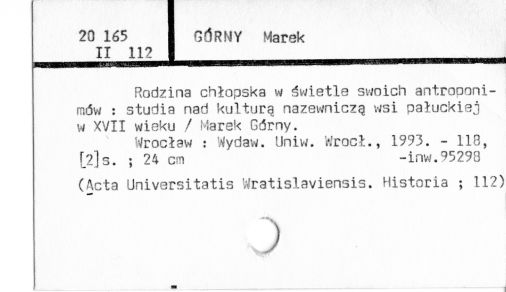 20 165
II 112
GÓRNY Marek
Rodzina chłopska w świetle swoich antroponi-
mów : studia nad kulturą nazewniczą wsi pałuckiej
w XVII wieku / Marek Górny.
Wrocław : Wydaw. Uniw. Wrocł., 1993. - 118,
[2]s. ; 24 cm -inw.95298
(Acta Universitatis Wratislaviensis. Historia ; 112)